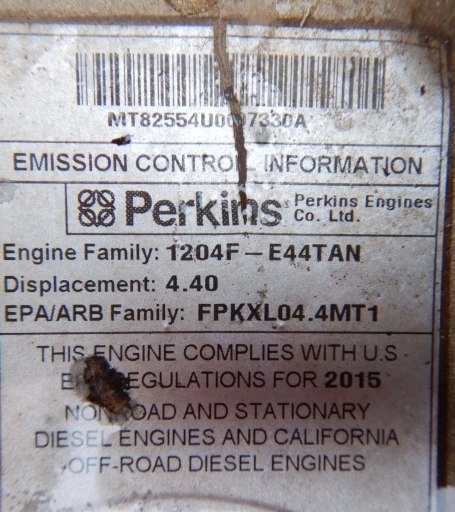 EMISSION CONTROL INFORMATION
Perkins® Perkins Engines
Co. Ltd.
Engine Family: 1204F-E44TAN
Displacement: 4.40
EPA/ARB Family: FPKXL04.4MT1
THIS ENGINE COMPLIES WITH U.S
REGULATIONS FOR 2015
NONROAD AND STATIONARY
DIESEL ENGINES AND CALIFORNIA
OFF-ROAD DIESEL ENGINES